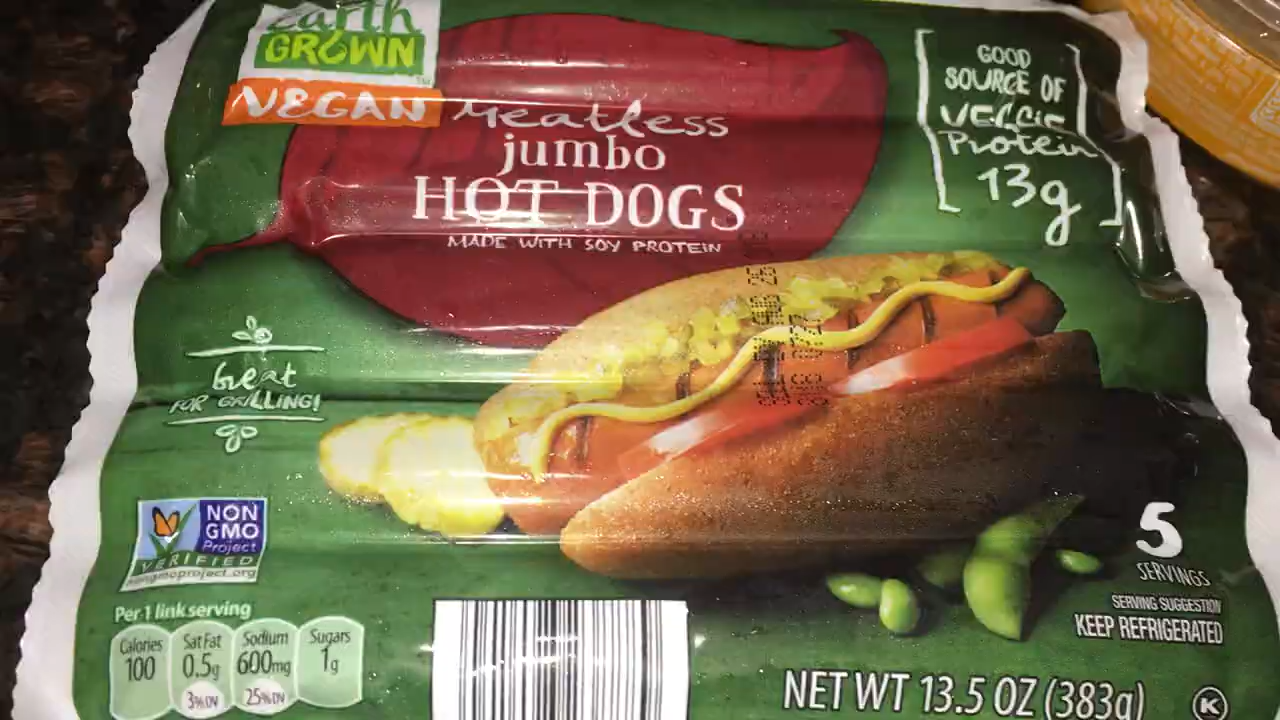 earth
GROWN
VEGAN
Meatless
jumbo
HOT DOGS
MADE WITH SOY PROTEIN
GOOD
SOURCE OF
VEGGIE
Protein
13g
Great
FOR GRILLING!
NON
GMO
Project
VERIFIED
nongmoproject.org
Per 1 link serving
Calories
100
Sat Fat
0.5g
3% DV
Sodium
600mg
25% DV
Sugars
1g
5
SERVINGS
SERVING SUGGESTION
KEEP REFRIGERATED
NET WT 13.5 OZ (383g)
K